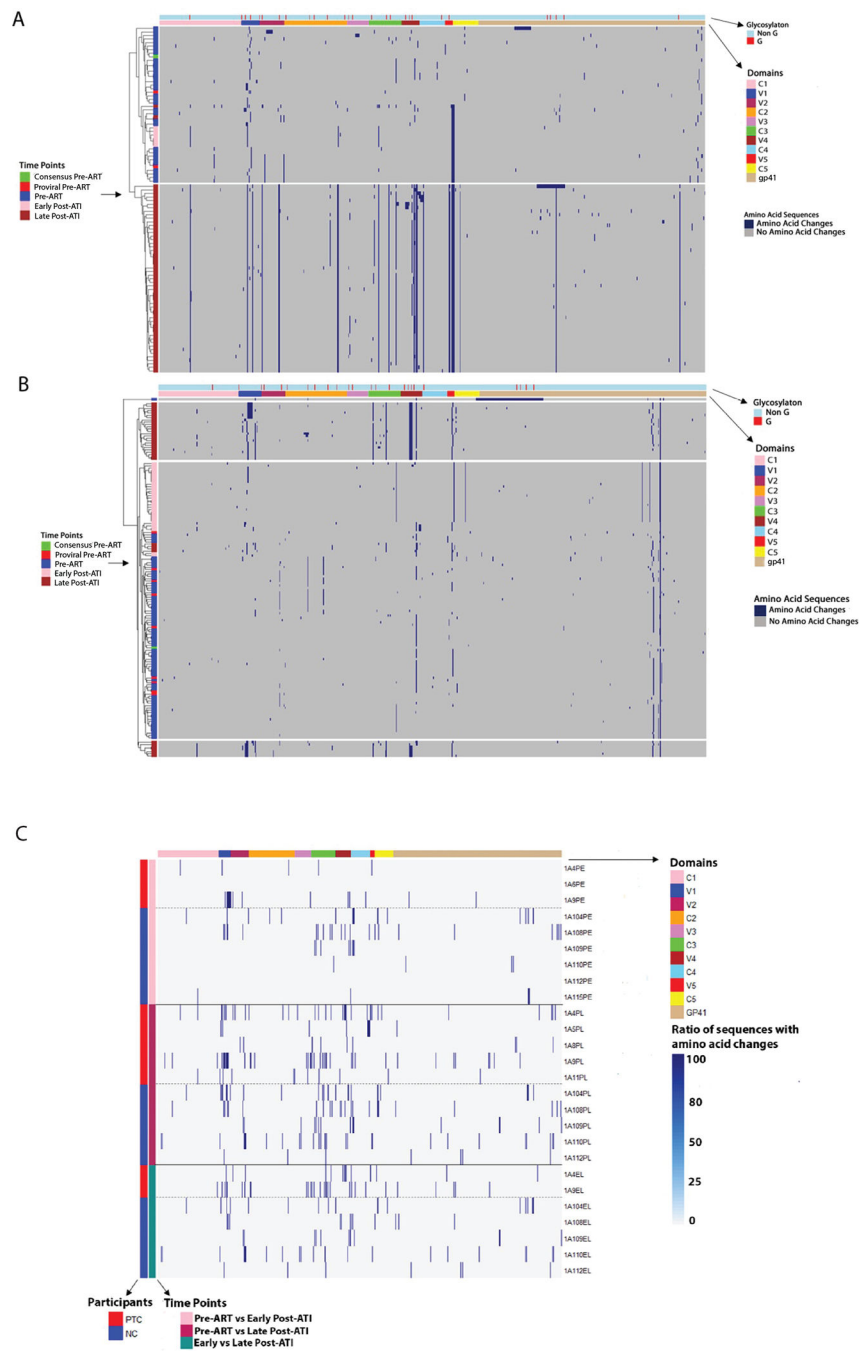 A
Glycosylaton
Non G
G
Domains
C1
V1
V2
C2
V3
C3
V4
C4
V5
C5
gp41
Time Points
Consensus Pre-ART
Proviral Pre-ART
Pre-ART
Early Post-ATI
Late Post-ATI
Amino Acid Sequences
Amino Acid Changes
No Amino Acid Changes
B
Glycosylaton
Non G
G
Domains
C1
V1
V2
C2
V3
C3
V4
C4
V5
C5
gp41
Time Points
Consensus Pre-ART
Proviral Pre-ART
Pre-ART
Early Post-ATI
Late Post-ATI
Amino Acid Sequences
Amino Acid Changes
No Amino Acid Changes
C
1A4PE
1A6PE
1A9PE
1A104PE
1A108PE
1A109PE
1A110PE
1A112PE
1A115PE
1A4PL
1A5PL
1A8PL
1A9PL
1A11PL
1A104PL
1A108PL
1A109PL
1A110PL
1A112PL
1A4EL
1A9EL
1A104EL
1A108EL
1A109EL
1A110EL
1A112EL
Domains
C1
V1
V2
C2
V3
C3
V4
C4
V5
C5
GP41
Ratio of sequences with
amino acid changes
100
80
50
25
0
Participants
PTC
NC
Time Points
Pre-ART vs Early Post-ATI
Pre-ART vs Late Post-ATI
Early vs Late Post-ATI